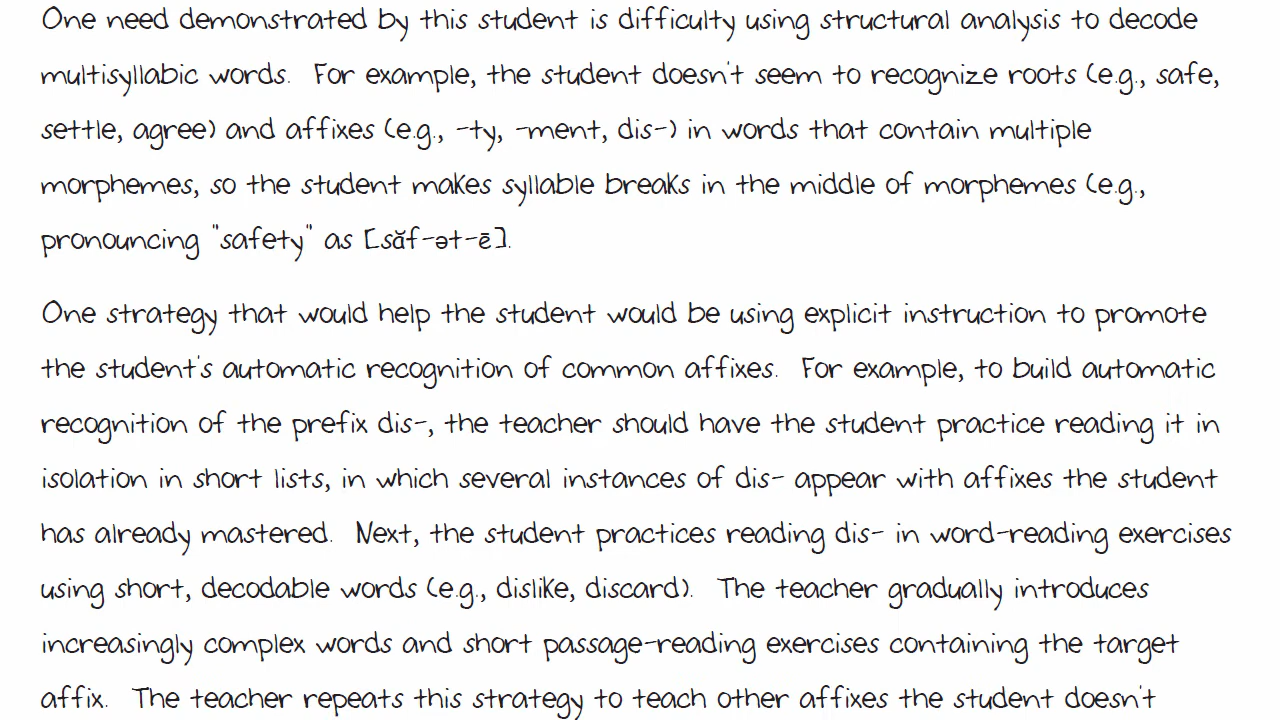 One need demonstrated by this student is difficulty using structural analysis to decode
multisyllabic words.  For example, the student doesn't seem to recognize roots (e.g., safe,
settle, agree) and affixes (e.g., -ty, -ment, dis-) in words that contain multiple
morphemes, so the student makes syllable breaks in the middle of morphemes (e.g.,
pronouncing "safety" as [săf-ət-ē].
One strategy that would help the student would be using explicit instruction to promote
the student's automatic recognition of common affixes.  For example, to build automatic
recognition of the prefix dis-, the teacher should have the student practice reading it in
isolation in short lists, in which several instances of dis- appear with affixes the student
has already mastered.  Next, the student practices reading dis- in word-reading exercises
using short, decodable words (e.g., dislike, discard).  The teacher gradually introduces
increasingly complex words and short passage-reading exercises containing the target
affix.  The teacher repeats this strategy to teach other affixes the student doesn't